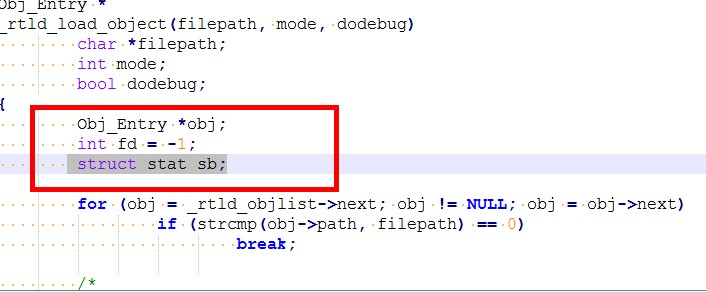 Obj_Entry *
_rtld_load_object(filepath, mode, dodebug)
char *filepath;
int mode;
bool dodebug;
{
Obj_Entry *obj;
int fd = -1;
struct stat sb;
for (obj = _rtld_objlist->next; obj != NULL; obj = obj->next)
if (strcmp(obj->path, filepath) == 0)
break;
/*